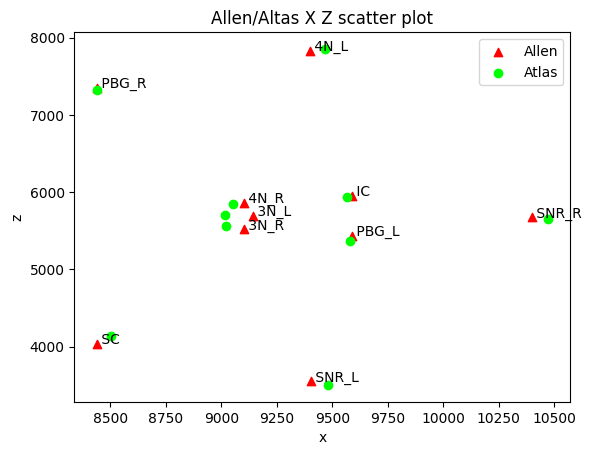 Allen/Altas X Z scatter plot
8000
7000
6000
5000
4000
z
4N_L
PBG_R
4N_R
3N_L
3N_R
IC
SNR_R
PBG_L
SC
SNR_L
Allen
Atlas
8500 8750 9000 9250 9500 9750 10000 10250 10500
x